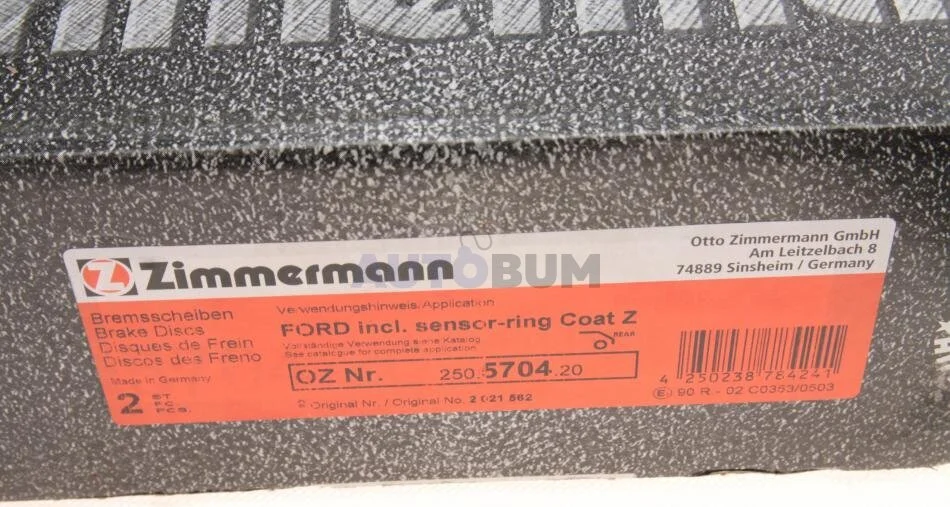 Zimmermann
Otto Zimmermann GmbH
Am Leitzelbach 8
74889 Sinsheim / Germany
AUTOBUM
Bremsscheiben
Brake Discs
Disques de Frein
Discos des Freno
Made in Germany
2 ST
PC.
PCS.
Verwendungshinweis/Application
FORD incl. sensor-ring Coat Z
Vollständige Verwendung siehe Katalog
See catalogue for complete application
REAR
OZ Nr. 250.5704.20
Original Nr. / Original No. 2 021 562
4 250238 784241
E1 90 R - 02 C0353/0503